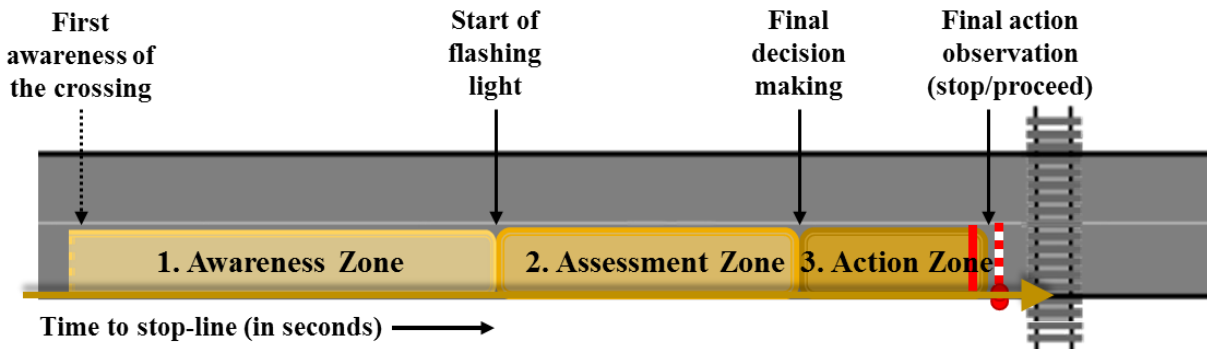 First
awareness of
the crossing
Start of
flashing
light
Final
decision
making
Final action
observation
(stop/proceed)
1. Awareness Zone
2. Assessment Zone
3. Action Zone
Time to stop-line (in seconds)